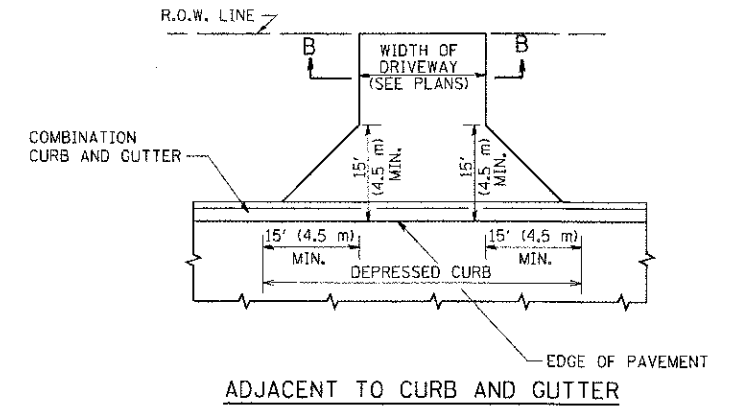 R.O.W. LINE
B
B
WIDTH OF
DRIVEWAY
(SEE PLANS)
COMBINATION
CURB AND GUTTER
15' (4.5 m) MIN.
15' (4.5 m) MIN.
15' (4.5 m)
MIN.
15' (4.5 m)
MIN.
DEPRESSED CURB
EDGE OF PAVEMENT
ADJACENT TO CURB AND GUTTER